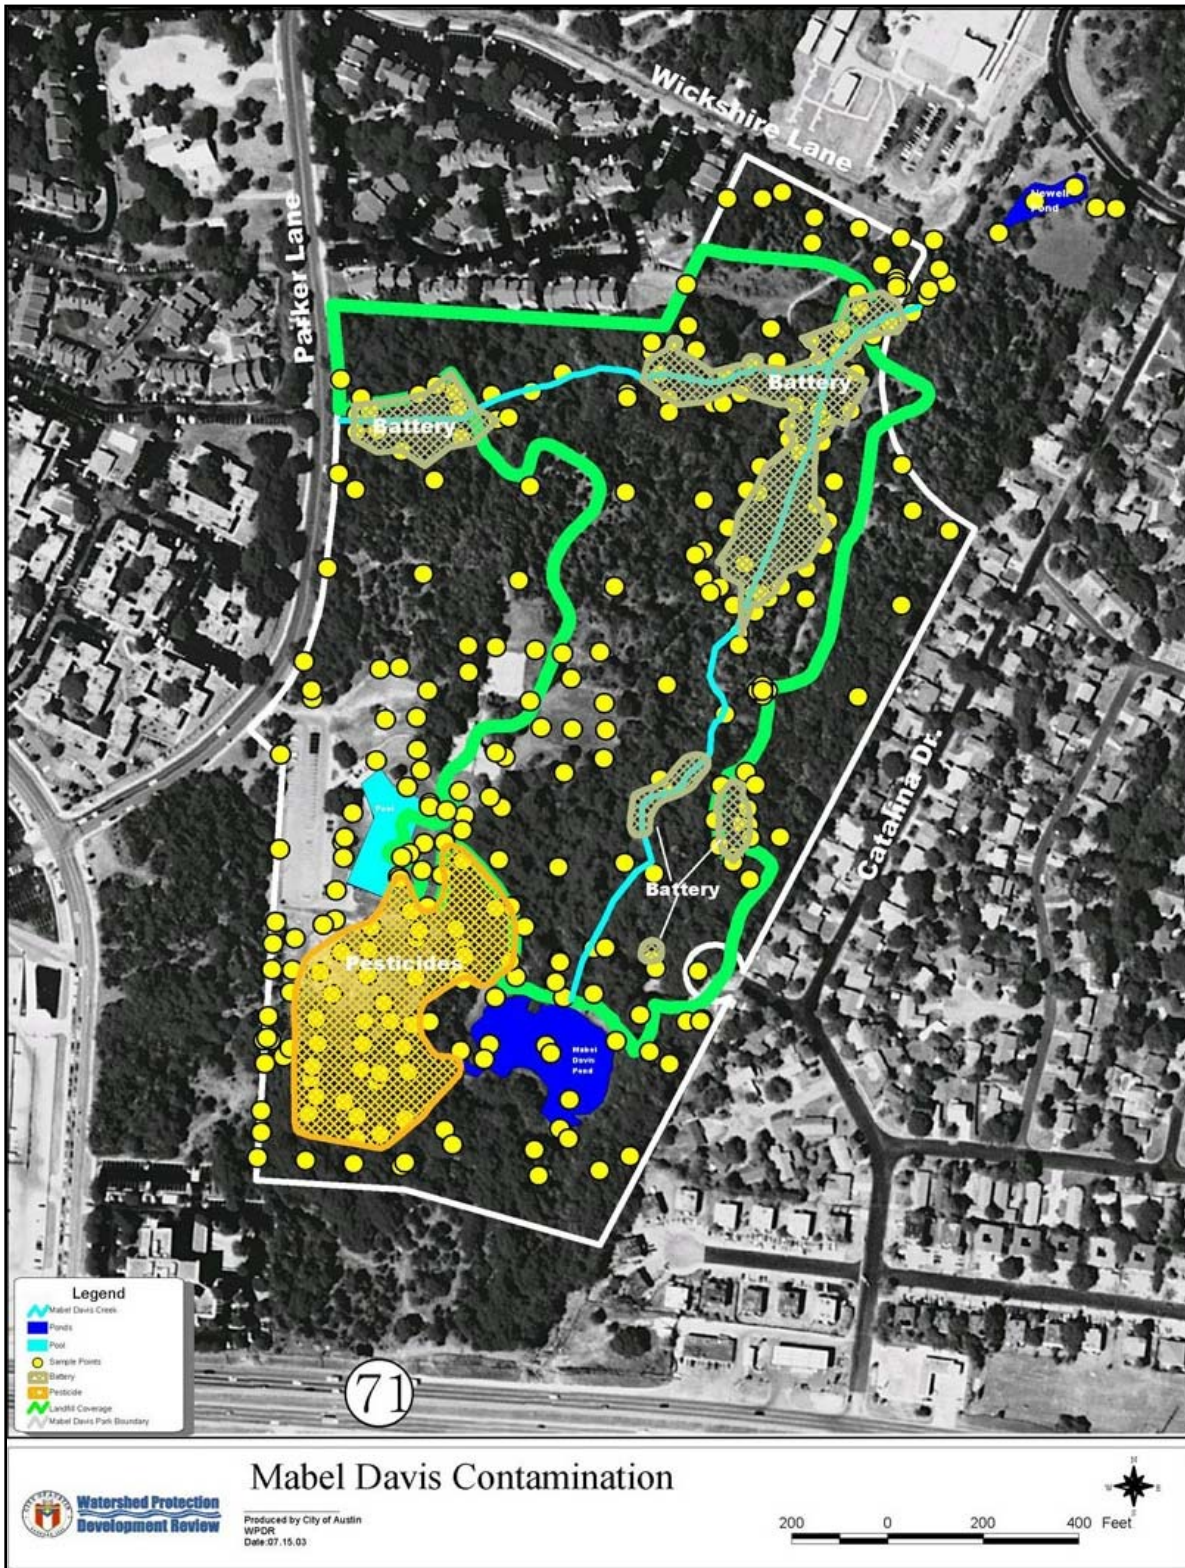 Wickshire Lane
Newell
Pond
Parker Lane
Battery
Battery
Pool
Catalina Dr.
Battery
Pesticides
Mabel
Davis
Pond
Legend
Mabel Davis Creek
Ponds
Pool
Sample Points
Battery
Pesticide
Landfill Coverage
Mabel Davis Park Boundary
71
Mabel Davis Contamination
Watershed Protection
Development Review
Produced by City of Austin
WPDR
Date:07.15.03
N
W E
S
200 0 200 400 Feet